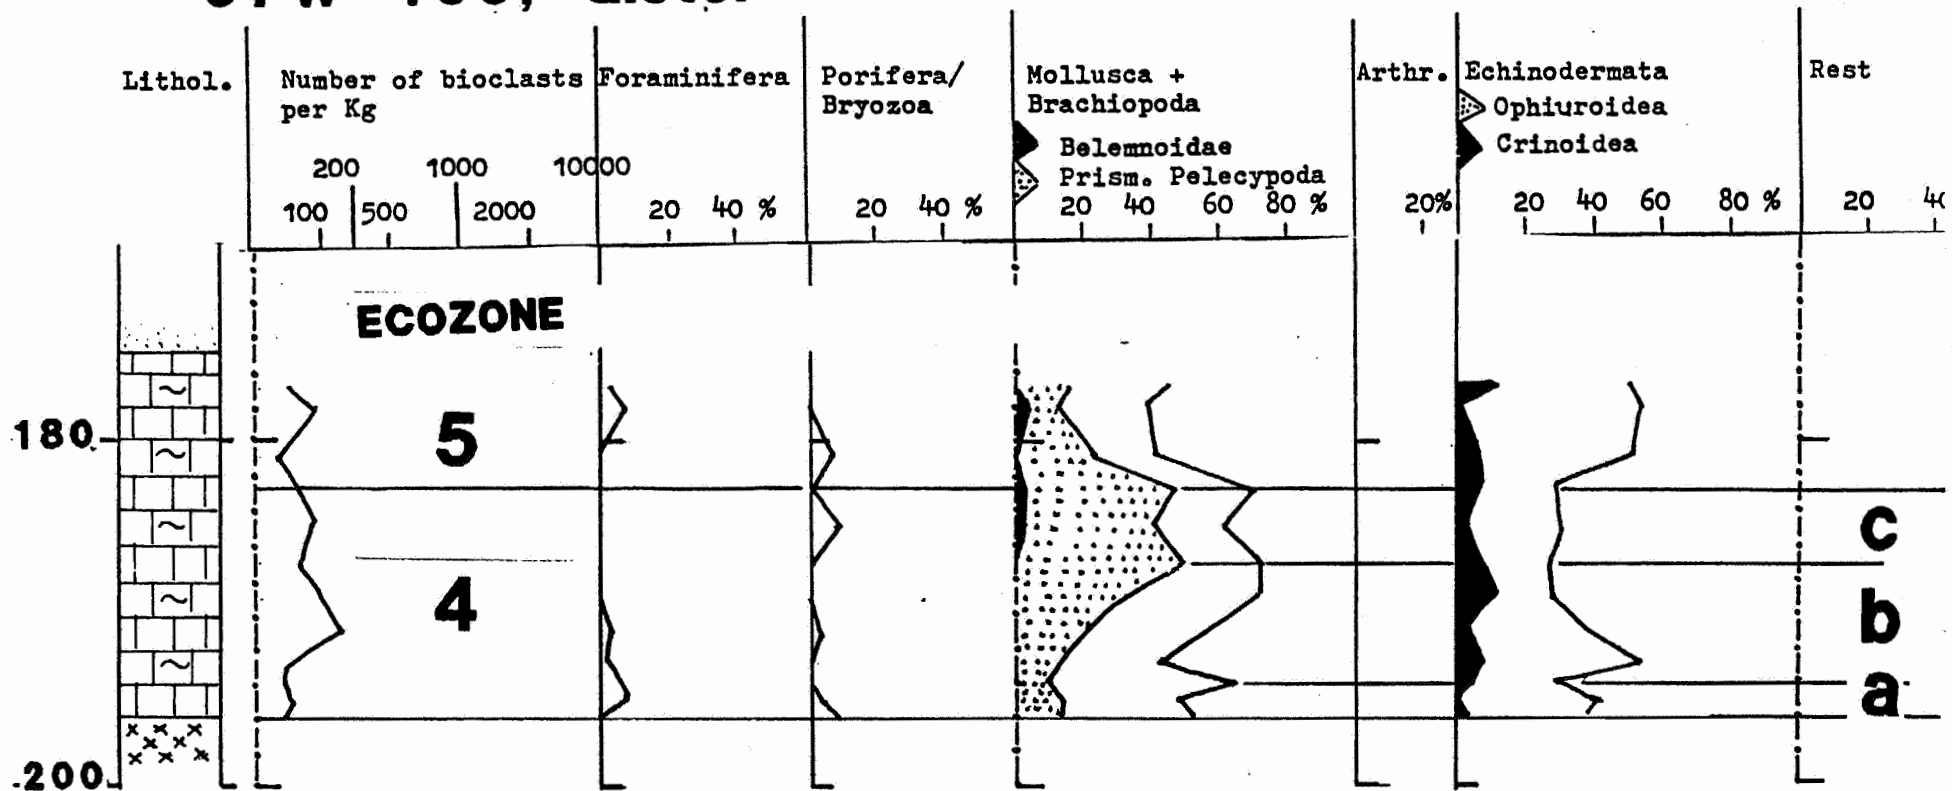 Lithol.
Number of bioclasts
per Kg
200 1000 10000
100 500 2000
Foraminifera
20 40 %
Porifera/
Bryozoa
20 40 %
Mollusca +
Brachiopoda
Belemnoidae
Prism. Pelecypoda
20 40 60 80 %
Arthr.
20%
Echinodermata
Ophiuroidea
Crinoidea
20 40 60 80 %
Rest
20
ECOZONE
180
5
c
4
b
a
200